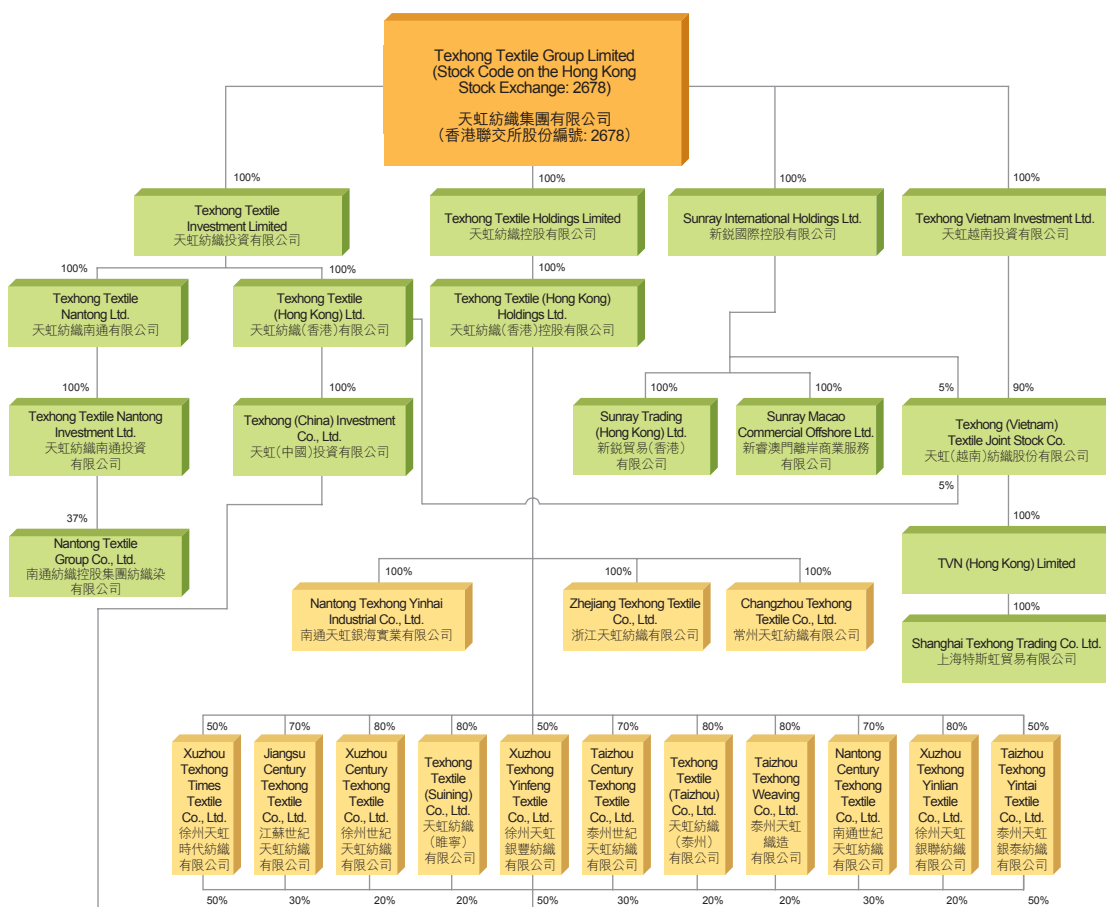 Texhong Textile Group Limited
(Stock Code on the Hong Kong
Stock Exchange: 2678)
天虹紡織集團有限公司
（香港聯交所股份編號: 2678）
100%
100%
100%
100%
Texhong Textile
Investment Limited
天虹紡織投資有限公司
Texhong Textile Holdings Limited
天虹紡織控股有限公司
Sunray International Holdings Ltd.
新銳國際控股有限公司
Texhong Vietnam Investment Ltd.
天虹越南投資有限公司
100%
100%
100%
Texhong Textile
Nantong Ltd.
天虹紡織南通有限公司
Texhong Textile
(Hong Kong) Ltd.
天虹紡織（香港）有限公司
Texhong Textile (Hong Kong)
Holdings Ltd.
天虹紡織（香港）控股有限公司
100%
100%
100%
100%
5%
90%
Texhong Textile Nantong
Investment Ltd.
天虹紡織南通投資
有限公司
Texhong (China) Investment
Co., Ltd.
天虹（中國）投資有限公司
Sunray Trading
(Hong Kong) Ltd.
新銳貿易（香港）
有限公司
Sunray Macao
Commercial Offshore Ltd.
新睿澳門離岸商業服務
有限公司
Texhong (Vietnam)
Textile Joint Stock Co.
天虹（越南）紡織股份有限公司
5%
37%
100%
Nantong Textile
Group Co., Ltd.
南通紡織控股集團紡織染
有限公司
TVN (Hong Kong) Limited
100%
100%
100%
100%
Nantong Texhong Yinhai
Industrial Co., Ltd.
南通天虹銀海實業有限公司
Zhejiang Texhong Textile
Co., Ltd.
浙江天虹紡織有限公司
Changzhou Texhong
Textile Co., Ltd.
常州天虹紡織有限公司
Shanghai Texhong Trading Co. Ltd.
上海特斯虹貿易有限公司
50%
70%
80%
80%
50%
70%
80%
80%
70%
80%
50%
Xuzhou
Texhong
Times
Textile
Co., Ltd.
徐州天虹
時代紡織
有限公司
Jiangsu
Century
Texhong
Textile
Co., Ltd.
江蘇世紀
天虹紡織
有限公司
Xuzhou
Century
Texhong
Textile
Co., Ltd.
徐州世紀
天虹紡織
有限公司
Texhong
Textile
(Suining)
Co., Ltd.
天虹紡織
（睢寧）
有限公司
Xuzhou
Texhong
Yinfeng
Textile
Co., Ltd.
徐州天虹
銀豐紡織
有限公司
Taizhou
Century
Texhong
Textile
Co., Ltd.
泰州世紀
天虹紡織
有限公司
Texhong
Textile
(Taizhou)
Co., Ltd.
天虹紡織
（泰州）
有限公司
Taizhou
Texhong
Weaving
Co., Ltd.
泰州天虹
織造
有限公司
Nantong
Century
Texhong
Textile
Co., Ltd.
南通世紀
天虹紡織
有限公司
Xuzhou
Texhong
Yinlian
Textile
Co., Ltd.
徐州天虹
銀聯紡織
有限公司
Taizhou
Texhong
Yintai
Textile
Co., Ltd.
泰州天虹
銀泰紡織
有限公司
50%
30%
20%
20%
50%
30%
20%
20%
30%
20%
50%